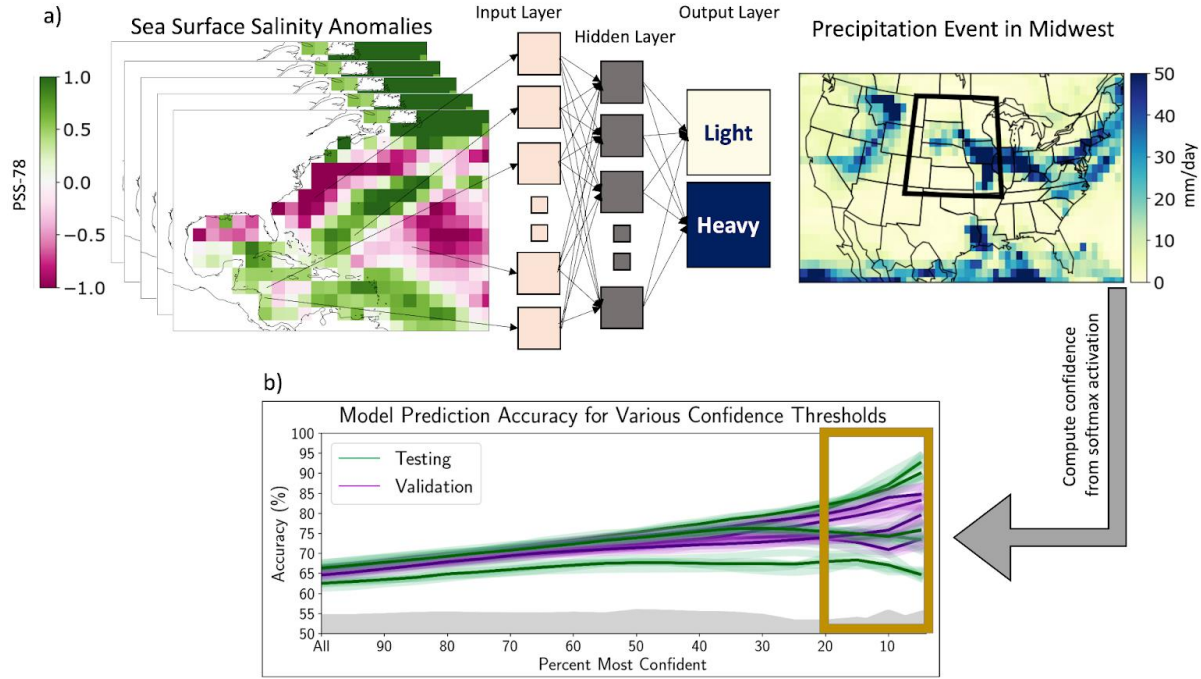 a)
Sea Surface Salinity Anomalies
Input Layer
Hidden Layer
Output Layer
Precipitation Event in Midwest
PSS-78
1.0
0.5
0.0
−0.5
−1.0
Light
Heavy
50
40
30
20
10
0
mm/day
Compute confidence
from softmax activation
b)
Model Prediction Accuracy for Various Confidence Thresholds
Testing
Validation
Accuracy (%)
100
95
90
85
80
75
70
65
60
55
50
All 90 80 70 60 50 40 30 20 10
Percent Most Confident